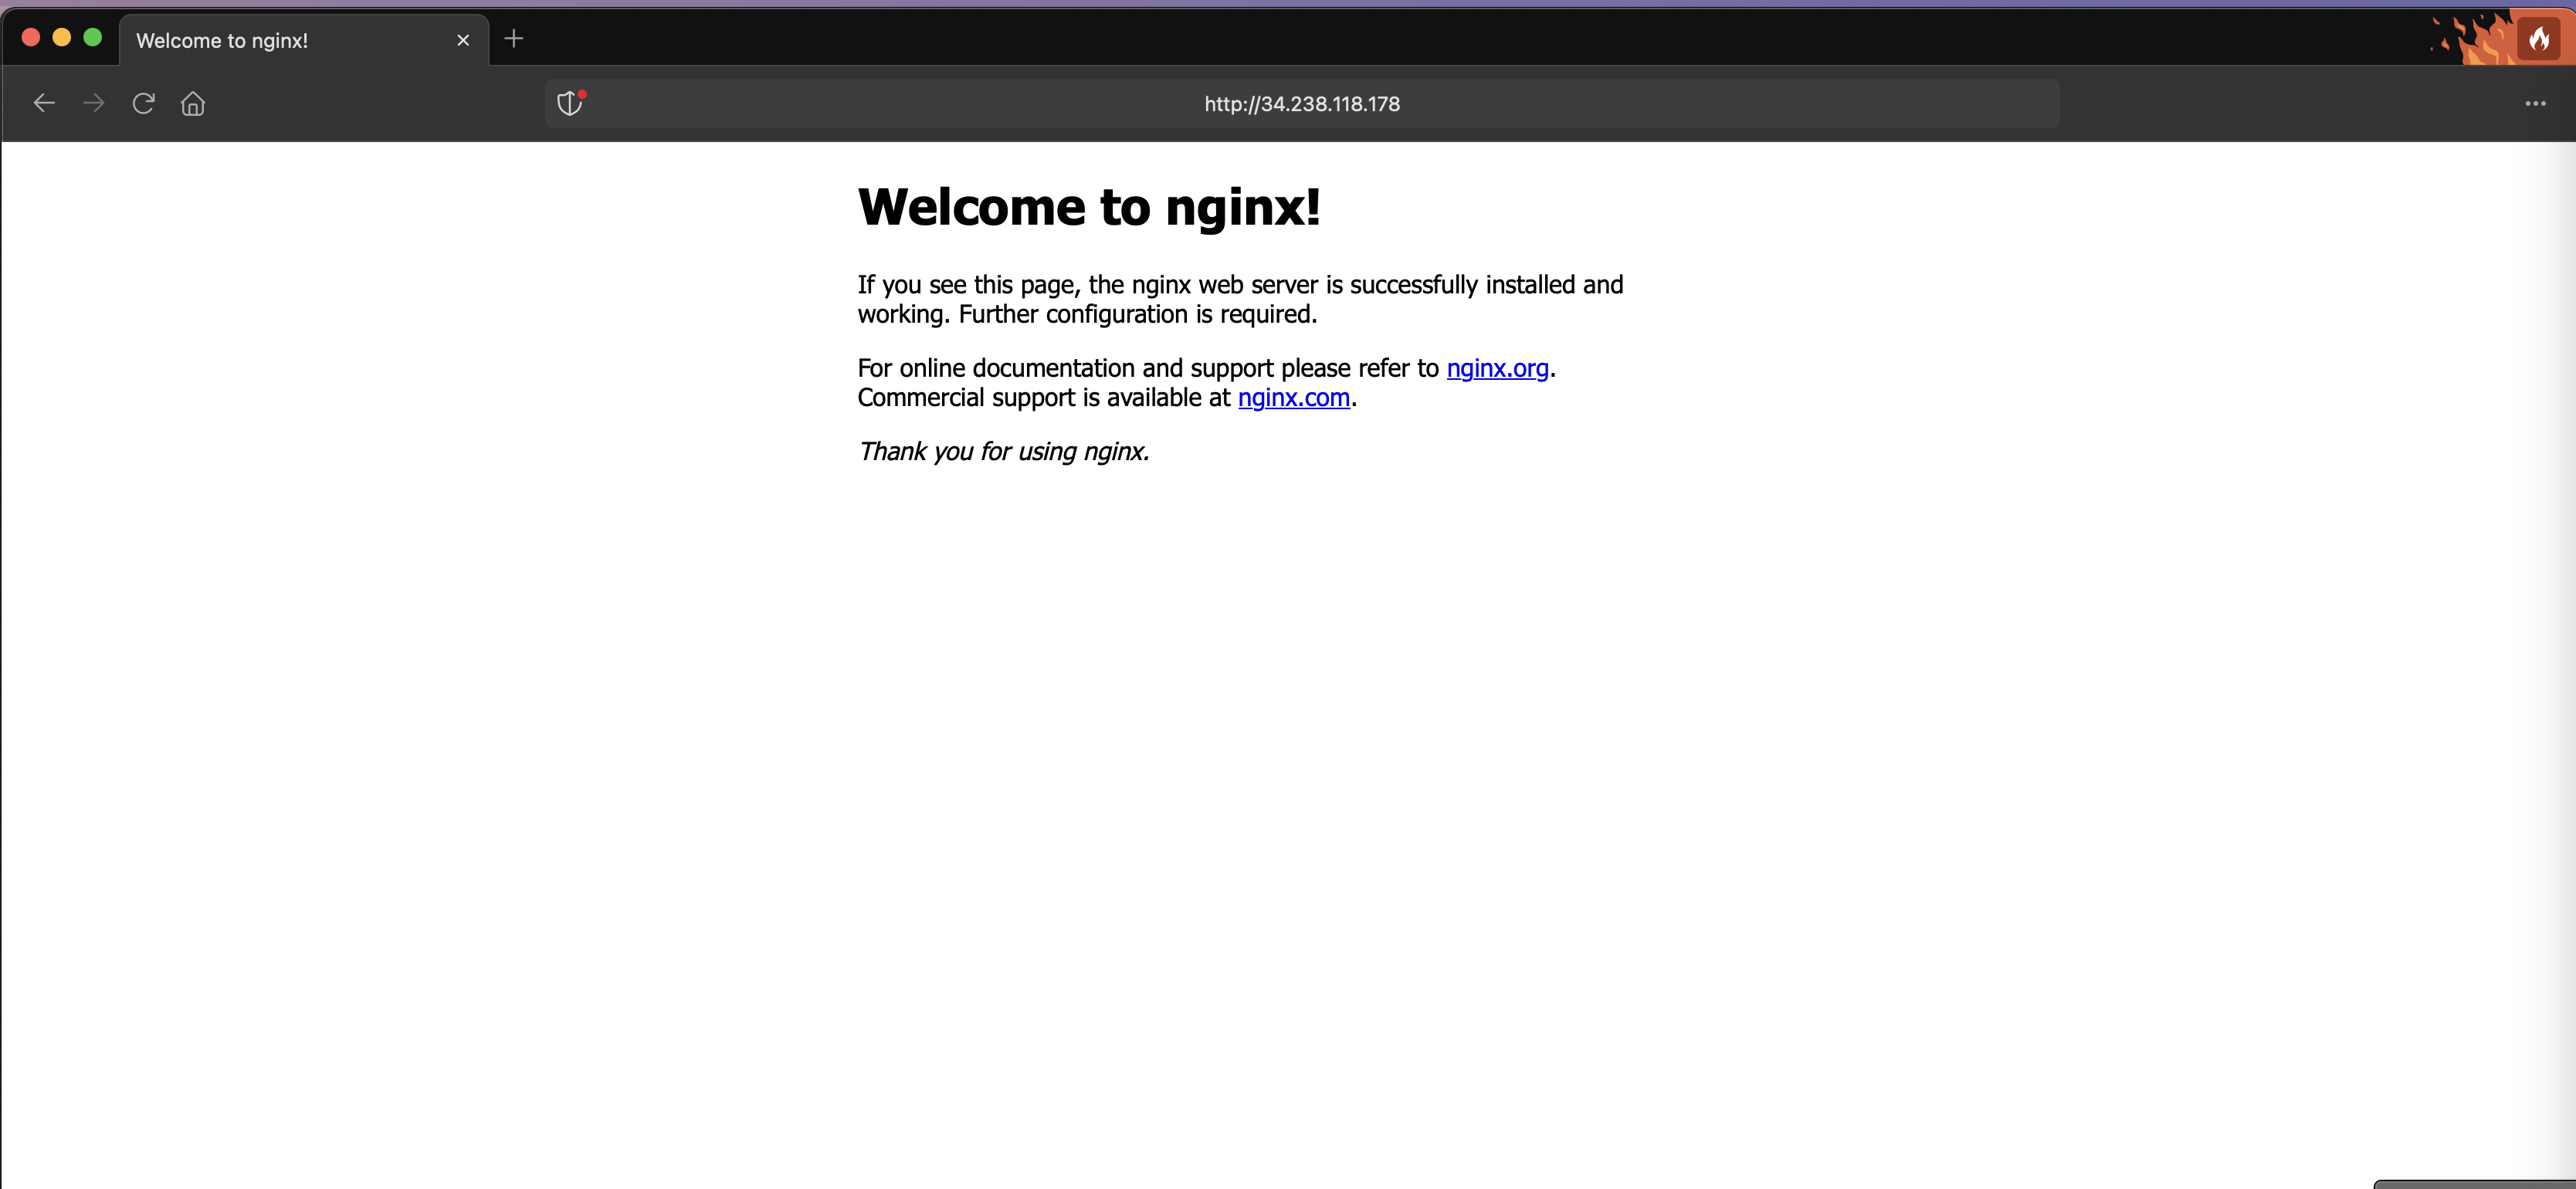 Welcome to nginx!
http://34.238.118.178
Welcome to nginx!
If you see this page, the nginx web server is successfully installed and
working. Further configuration is required.
For online documentation and support please refer to nginx.org.
Commercial support is available at nginx.com.
Thank you for using nginx.